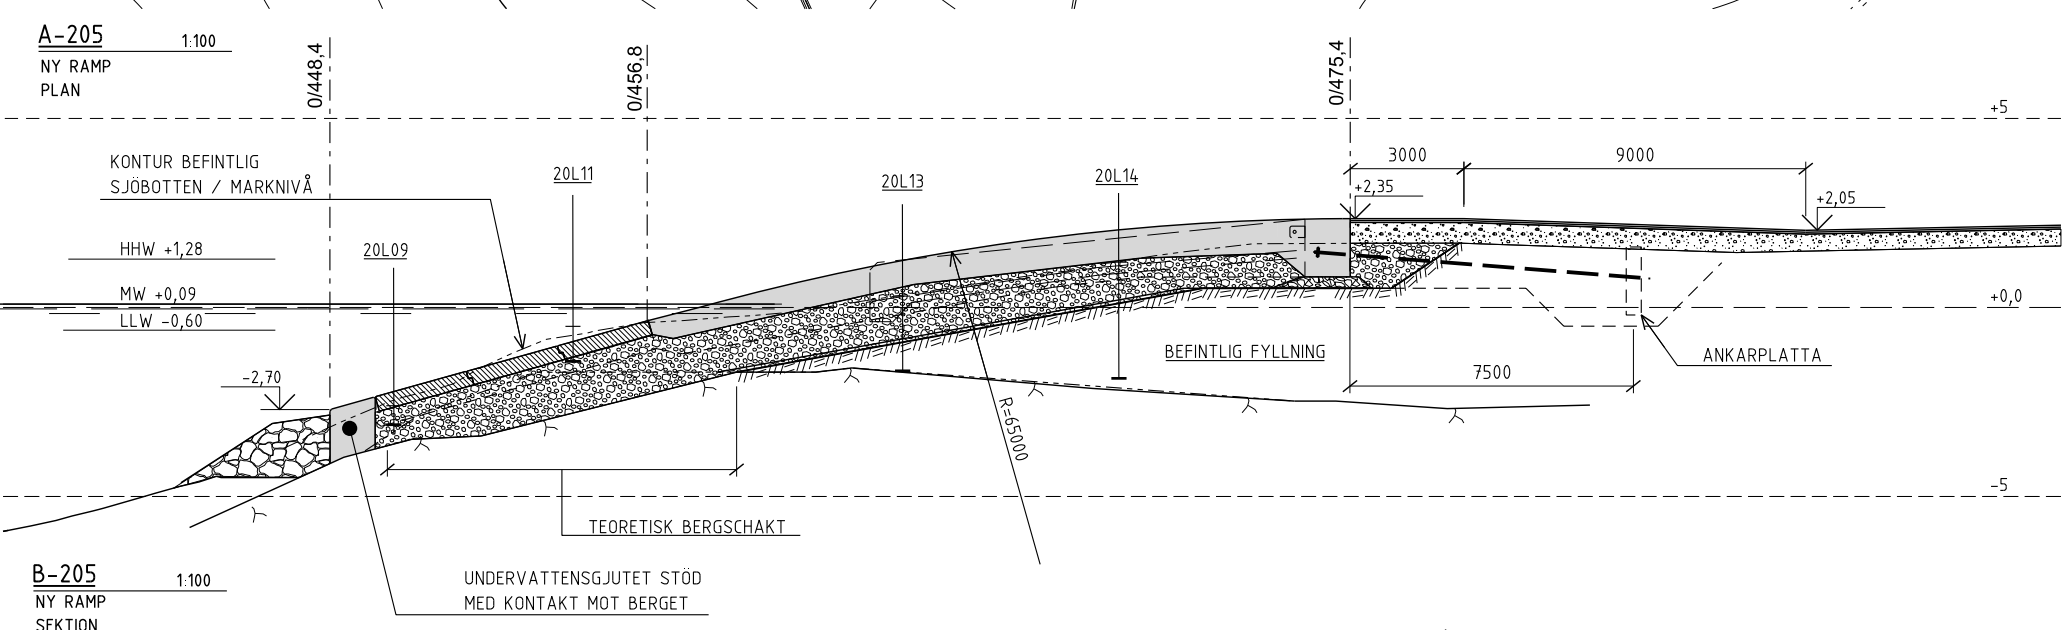 A-205 1:100
NY RAMP
PLAN
0/448,4
0/456,8
0/475,4
+5
KONTUR BEFINTLIG
SJÖBOTTEN / MARKNIVÅ
20L11
20L13
20L14
3000
9000
+2,35
+2,05
HHW +1,28
20L09
MW +0,09
LLW -0,60
+0,0
-2,70
BEFINTLIG FYLLNING
ANKARPLATTA
7500
R=65000
-5
TEORETISK BERGSCHAKT
B-205 1:100
NY RAMP
SEKTION
UNDERVATTENSGJUTET STÖD
MED KONTAKT MOT BERGET